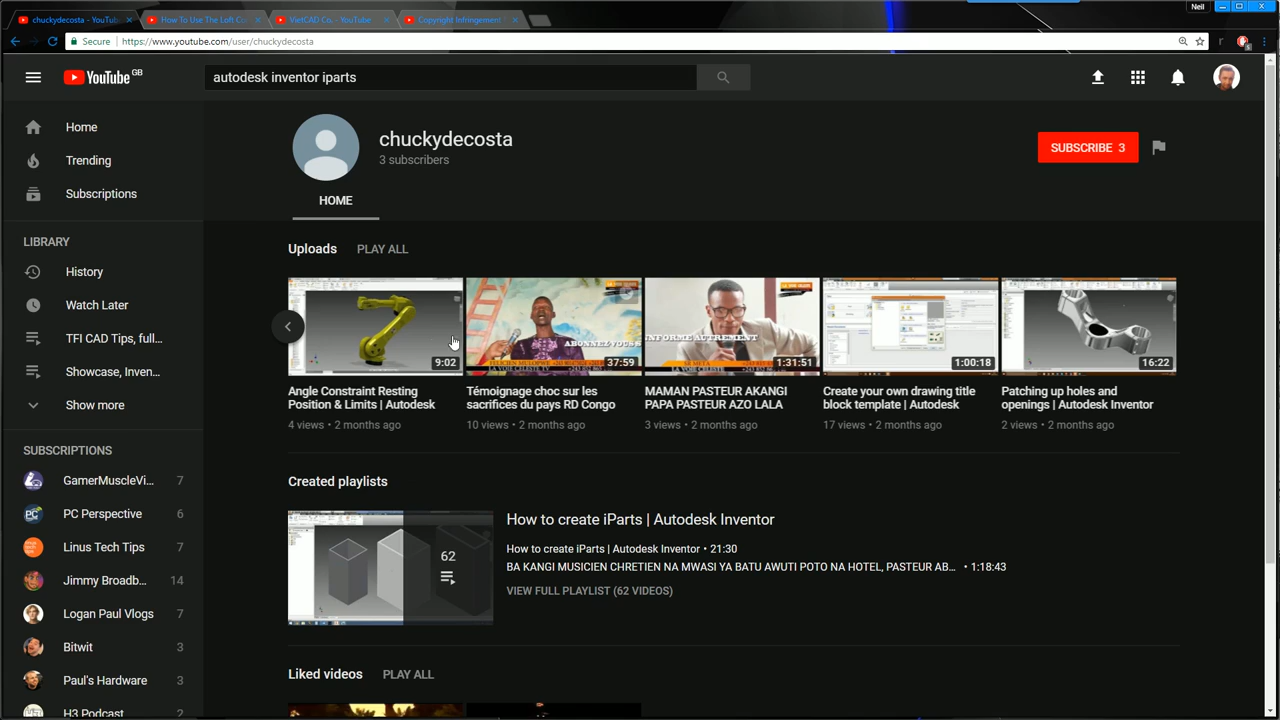 Neil
chuckydecosta - YouTub
How To Use The Loft Co
VietCAD Co. - YouTube
Copyright Infringement
Secure
https://www.youtube.com/user/chuckydecosta
YouTube GB
autodesk inventor iparts
Home
Trending
Subscriptions
LIBRARY
History
Watch Later
TFI CAD Tips, full...
Showcase, Inven...
Show more
SUBSCRIPTIONS
GamerMuscleVi... 7
PC Perspective 6
Linus Tech Tips 7
Jimmy Broadb... 14
Logan Paul Vlogs 7
Bitwit 3
Paul's Hardware 3
H3 Podcast 2
chuckydecosta
3 subscribers
SUBSCRIBE 3
HOME
Uploads PLAY ALL
9:02
Angle Constraint Resting
Position & Limits | Autodesk
4 views • 2 months ago
ABONNEZ-VOUS
37:59
Témoignage choc sur les
sacrifices du pays RD Congo
10 views • 2 months ago
INFORME AUTREMENT
1:31:51
MAMAN PASTEUR AKANGI
PAPA PASTEUR AZO LALA
3 views • 2 months ago
1:00:18
Create your own drawing title
block template | Autodesk
17 views • 2 months ago
16:22
Patching up holes and
openings | Autodesk Inventor
2 views • 2 months ago
Created playlists
62
How to create iParts | Autodesk Inventor
How to create iParts | Autodesk Inventor • 21:30
BA KANGI MUSICIEN CHRETIEN NA MWASI YA BATU AWUTI POTO NA HOTEL, PASTEUR AB... • 1:18:43
VIEW FULL PLAYLIST (62 VIDEOS)
Liked videos PLAY ALL